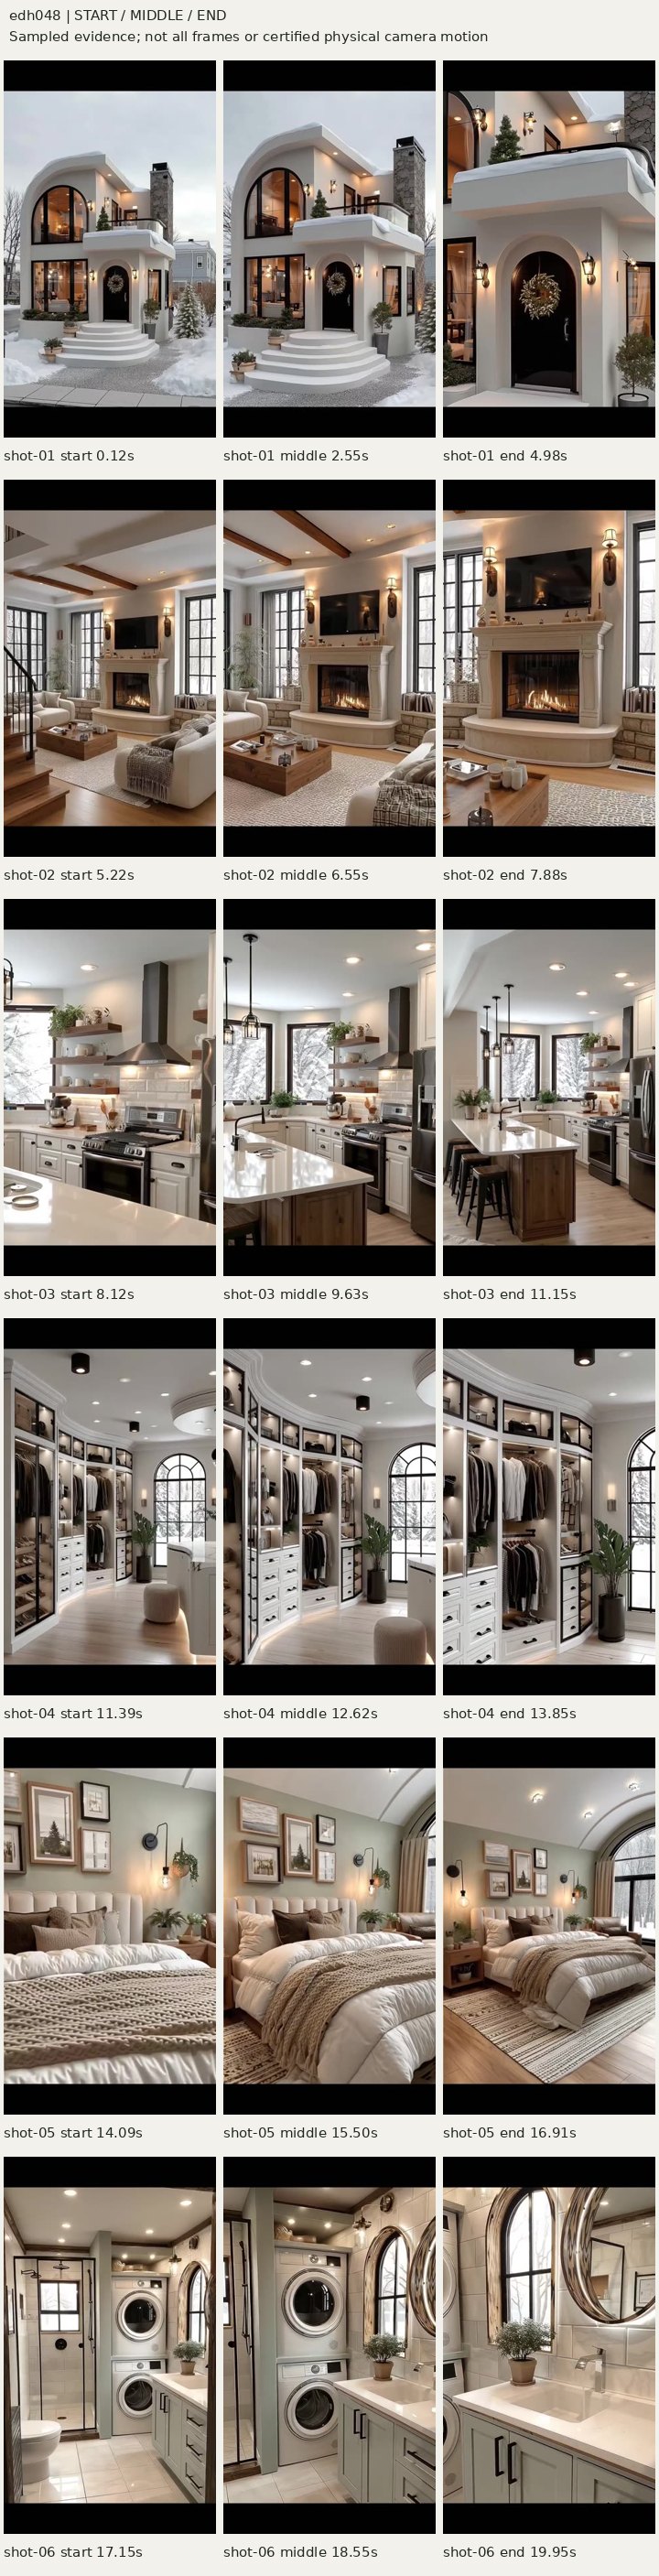 edh048 | START / MIDDLE / END
Sampled evidence; not all frames or certified physical camera motion
shot-01 start 0.12s
shot-01 middle 2.55s
shot-01 end 4.98s
shot-02 start 5.22s
shot-02 middle 6.55s
shot-02 end 7.88s
shot-03 start 8.12s
shot-03 middle 9.63s
shot-03 end 11.15s
shot-04 start 11.39s
shot-04 middle 12.62s
shot-04 end 13.85s
shot-05 start 14.09s
shot-05 middle 15.50s
shot-05 end 16.91s
shot-06 start 17.15s
shot-06 middle 18.55s
shot-06 end 19.95s